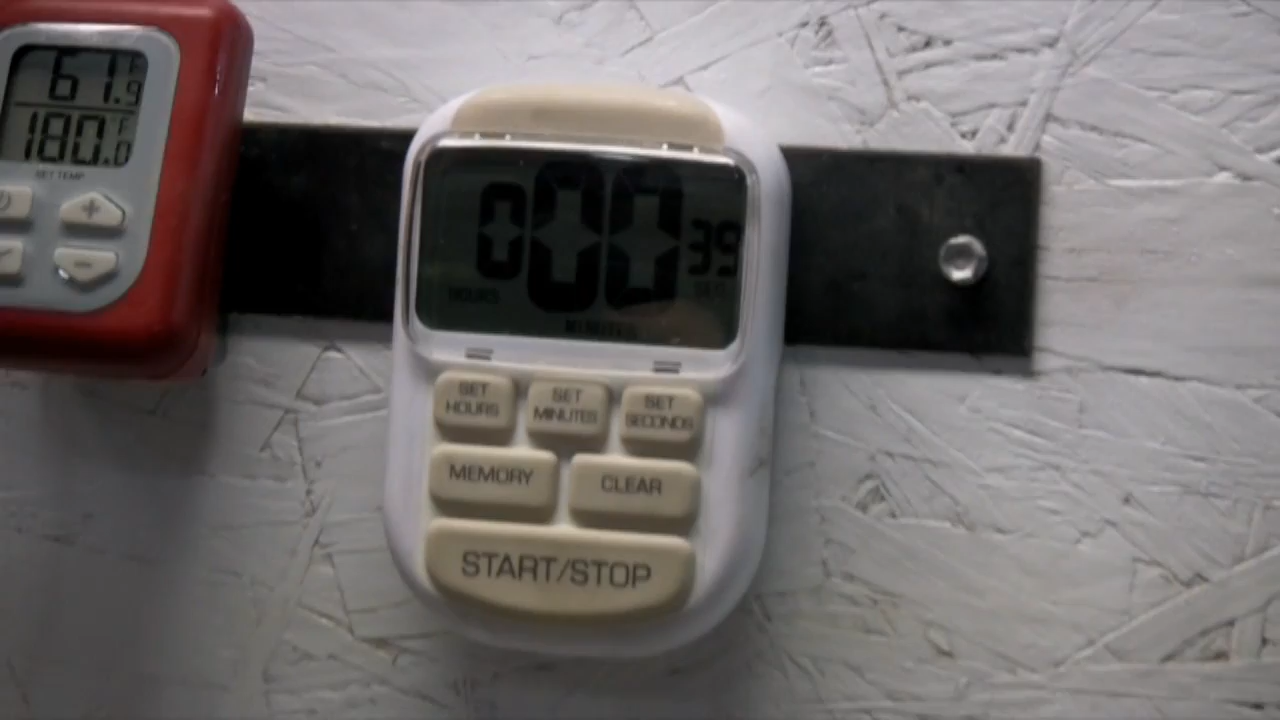 61.9 F
180.0 F
SET TEMP
0 00 39
HOURS
SEC
MINUTES
SET HOURS
SET MINUTES
SET SECONDS
MEMORY
CLEAR
START/STOP